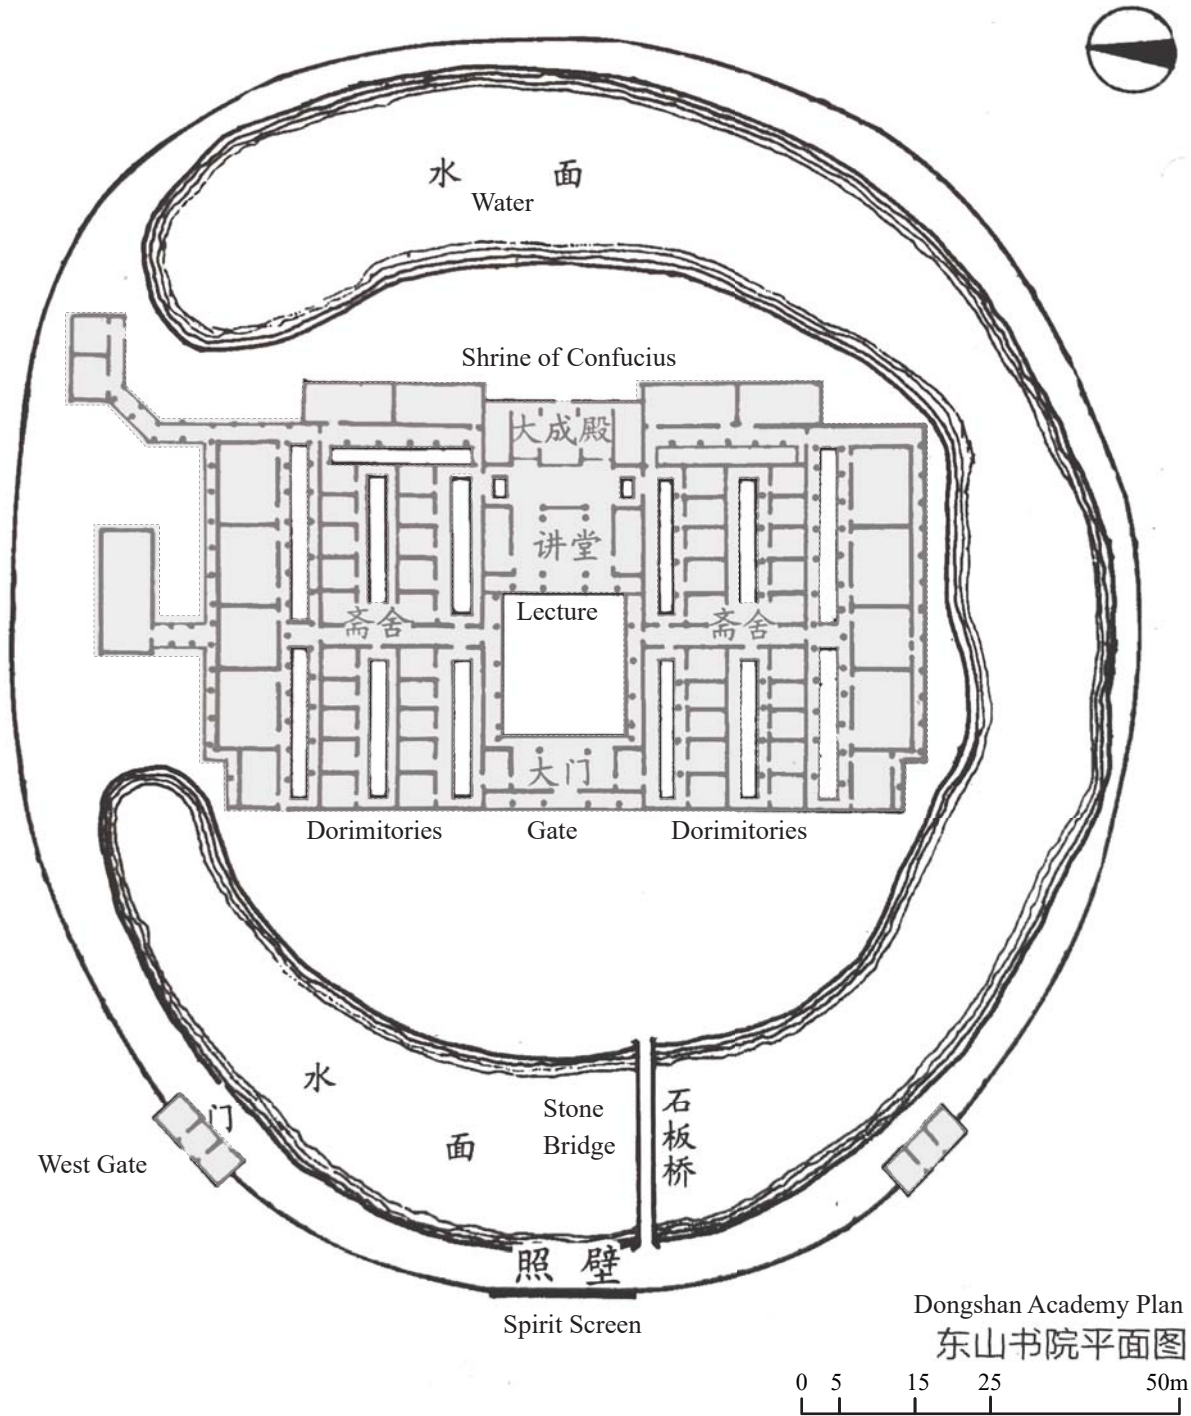 水 面
Water
Shrine of Confucius
大成殿
讲堂
Lecture
斋舍
斋舍
大门
Dorimitories
Gate
Dorimitories
水
面
门
West Gate
Stone
Bridge
石
板
桥
照 壁
Spirit Screen
Dongshan Academy Plan
东山书院平面图
0 5 15 25 50m